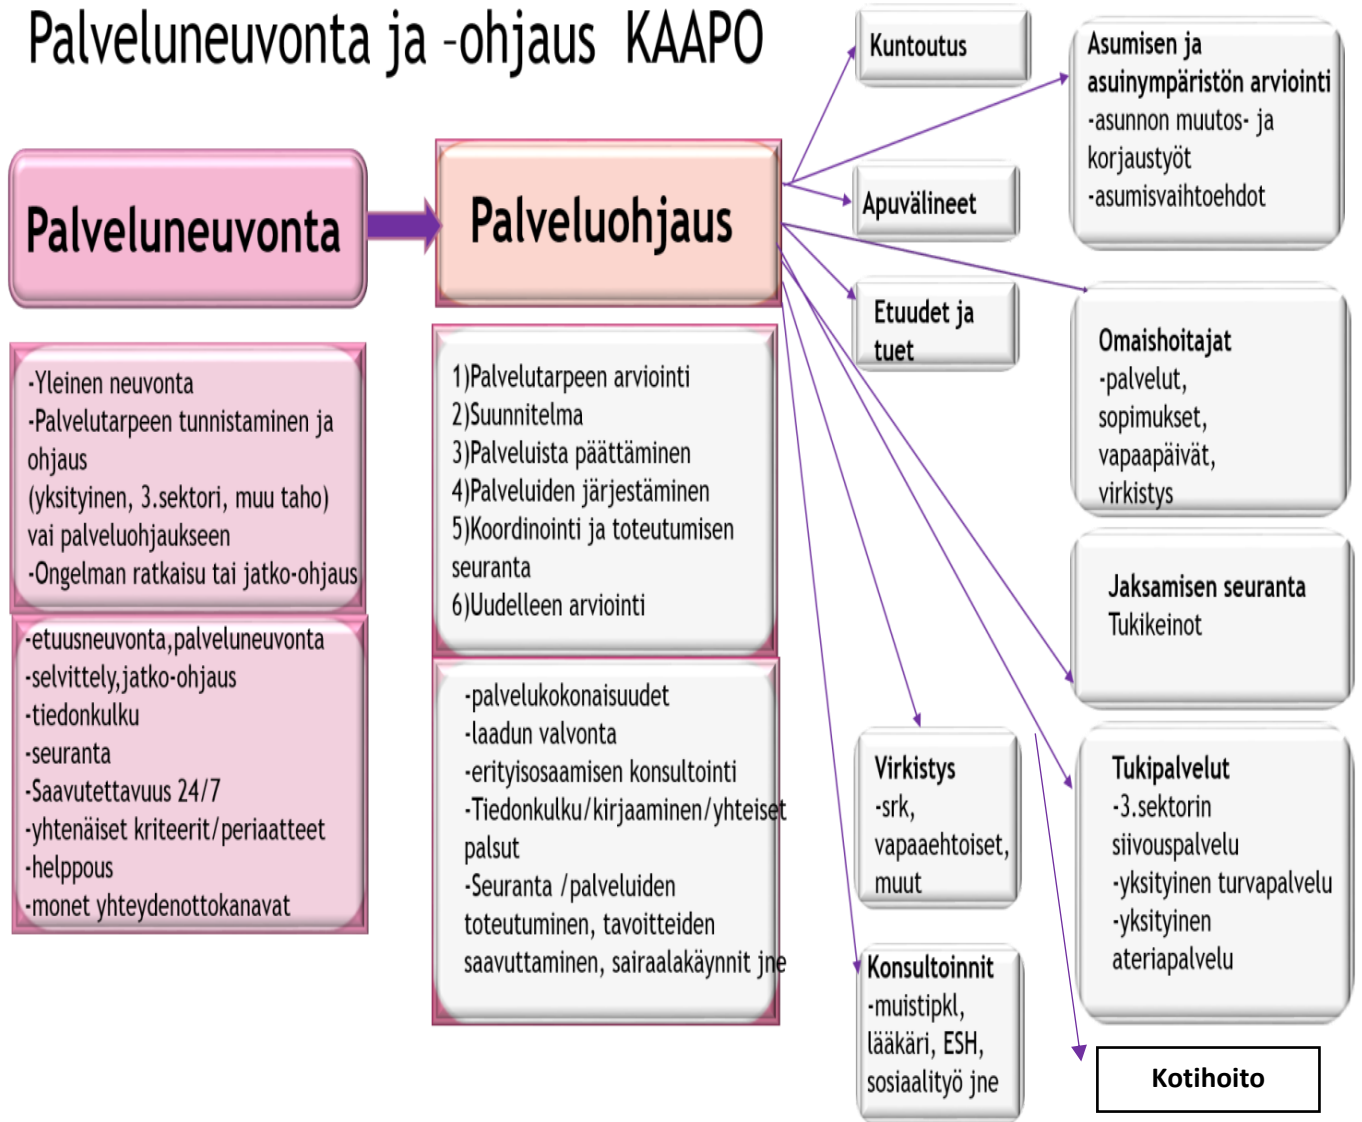 Palveluneuvonta ja -ohjaus KAAPO
Palveluneuvonta
-Yleinen neuvonta
-Palvelutarpeen tunnistaminen ja
ohjaus
(yksityinen, 3.sektori, muu taho)
vai palveluohjaukseen
-Ongelman ratkaisu tai jatko-ohjaus
-etuusneuvonta,palveluneuvonta
-selvittely,jatko-ohjaus
-tiedonkulku
-seuranta
-Saavutettavuus 24/7
-yhtenäiset kriteerit/periaatteet
-helppous
-monet yhteydenottokanavat
Palveluohjaus
1)Palvelutarpeen arviointi
2)Suunnitelma
3)Palveluista päättäminen
4)Palveluiden järjestäminen
5)Koordinointi ja toteutumisen
seuranta
6)Uudelleen arviointi
-palvelukokonaisuudet
-laadun valvonta
-erityisosaamisen konsultointi
-Tiedonkulku/kirjaaminen/yhteiset
palsut
-Seuranta /palveluiden
toteutuminen, tavoitteiden
saavuttaminen, sairaalakäynnit jne
Kuntoutus
Apuvälineet
Etuudet ja
tuet
Virkistys
-srk,
vapaaehtoiset,
muut
Konsultoinnit
-muistipkl,
lääkäri, ESH,
sosiaalityö jne
Asumisen ja
asuinympäristön arviointi
-asunnon muutos- ja
korjaustyöt
-asumisvaihtoehdot
Omaishoitajat
-palvelut,
sopimukset,
vapaapäivät,
virkistys
Jaksamisen seuranta
Tukikeinot
Tukipalvelut
-3.sektorin
siivouspalvelu
-yksityinen turvapalvelu
-yksityinen
ateriapalvelu
Kotihoito